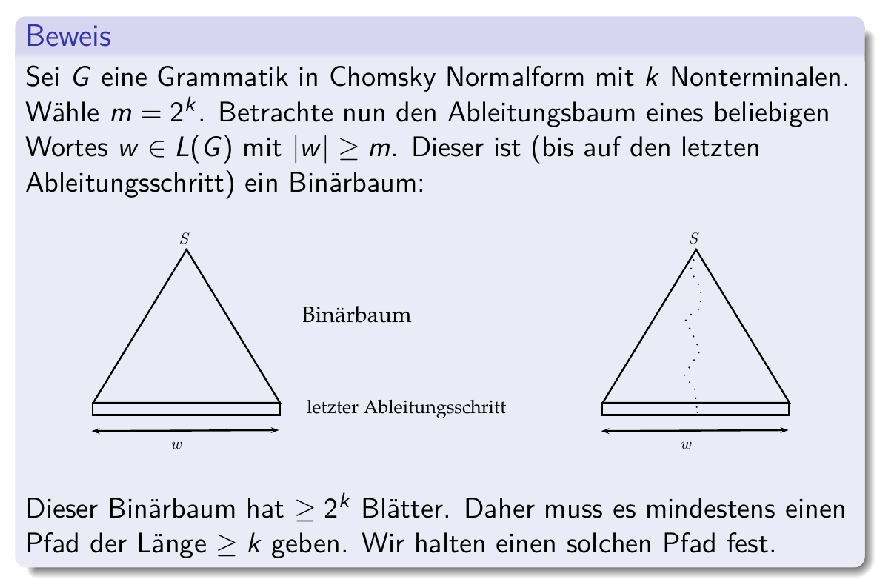 Beweis
Sei G eine Grammatik in Chomsky Normalform mit k Nonterminalen.
Wähle m = 2^k. Betrachte nun den Ableitungsbaum eines beliebigen
Wortes w ∈ L(G) mit |w| ≥ m. Dieser ist (bis auf den letzten
Ableitungsschritt) ein Binärbaum:
S
S
Binärbaum
letzter Ableitungsschritt
w
w
Dieser Binärbaum hat ≥ 2^k Blätter. Daher muss es mindestens einen
Pfad der Länge ≥ k geben. Wir halten einen solchen Pfad fest.